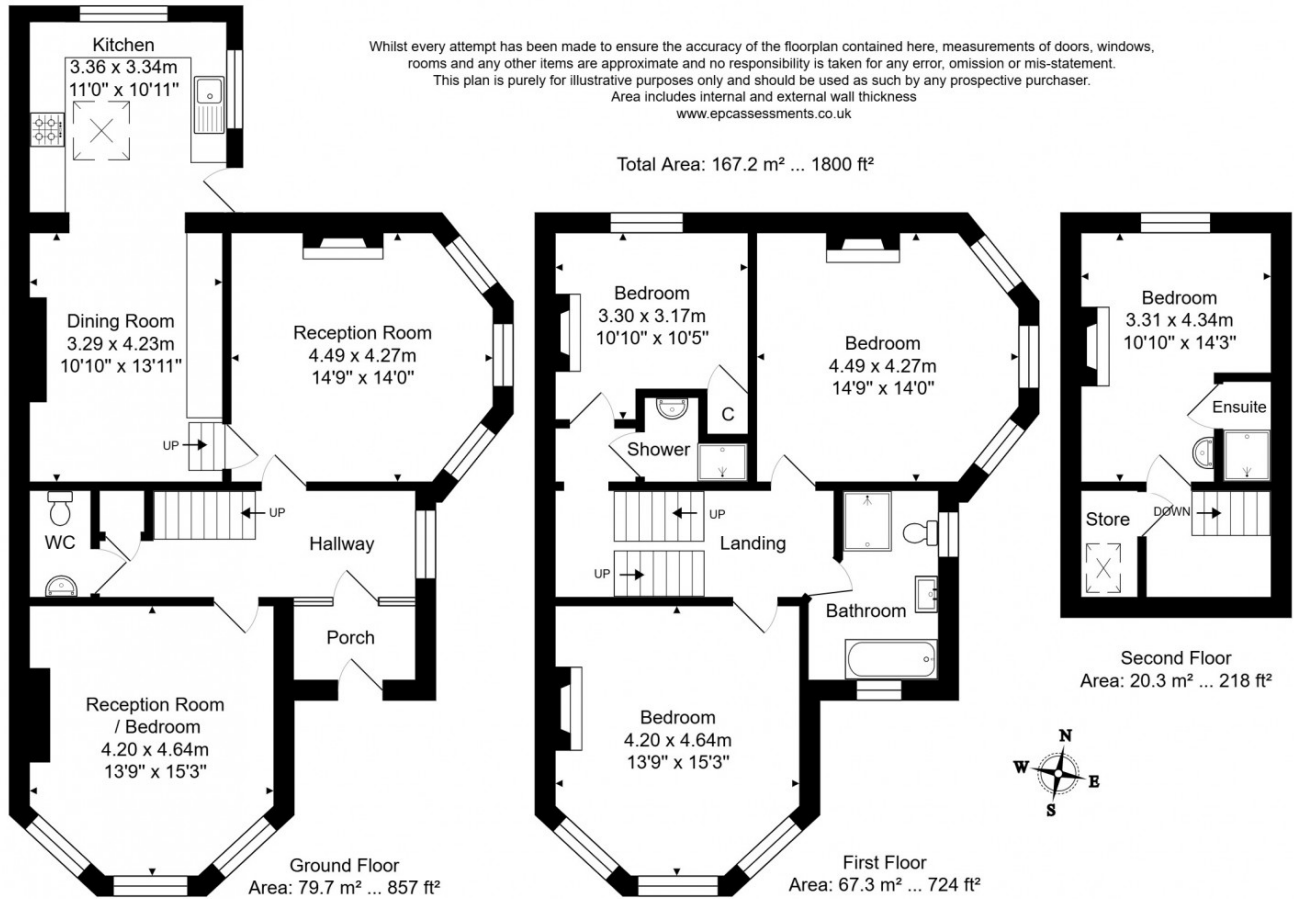 Whilst every attempt has been made to ensure the accuracy of the floorplan contained here, measurements of doors, windows,
rooms and any other items are approximate and no responsibility is taken for any error, omission or mis-statement.
This plan is purely for illustrative purposes only and should be used as such by any prospective purchaser.
Area includes internal and external wall thickness
www.epcassessments.co.uk
Total Area: 167.2 m² ... 1800 ft²
Kitchen
3.36 x 3.34m
11'0" x 10'11"
Dining Room
3.29 x 4.23m
10'10" x 13'11"
UP
Reception Room
4.49 x 4.27m
14'9" x 14'0"
WC
UP
Hallway
Porch
Reception Room
/ Bedroom
4.20 x 4.64m
13'9" x 15'3"
Ground Floor
Area: 79.7 m² ... 857 ft²
Bedroom
3.30 x 3.17m
10'10" x 10'5"
C
Shower
Bedroom
4.49 x 4.27m
14'9" x 14'0"
UP
UP
Landing
Bathroom
Bedroom
4.20 x 4.64m
13'9" x 15'3"
First Floor
Area: 67.3 m² ... 724 ft²
Bedroom
3.31 x 4.34m
10'10" x 14'3"
Ensuite
Store
DOWN
Second Floor
Area: 20.3 m² ... 218 ft²
N
W
E
S